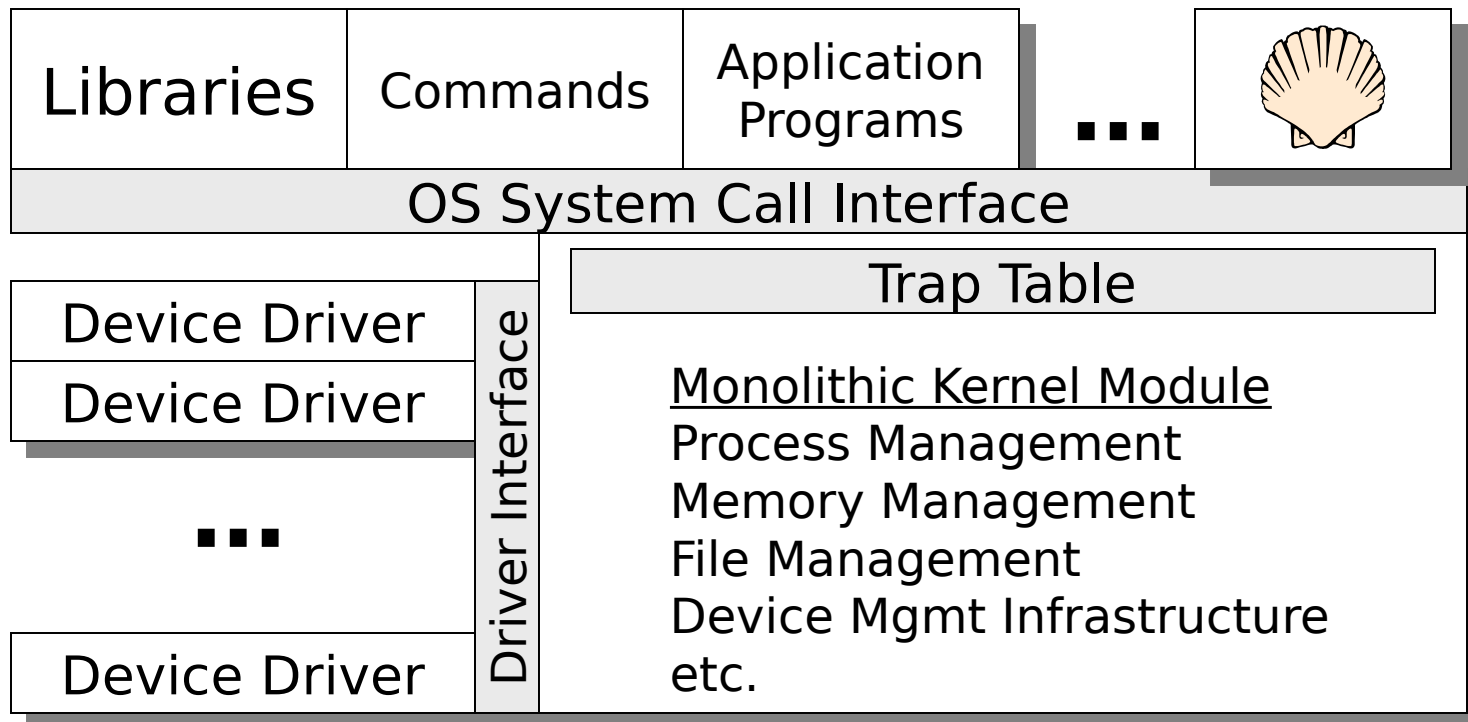 Libraries
Commands
Application
Programs
...
OS System Call Interface
Trap Table
Device Driver
Device Driver
...
Device Driver
Driver Interface
Monolithic Kernel Module
Process Management
Memory Management
File Management
Device Mgmt Infrastructure
etc.